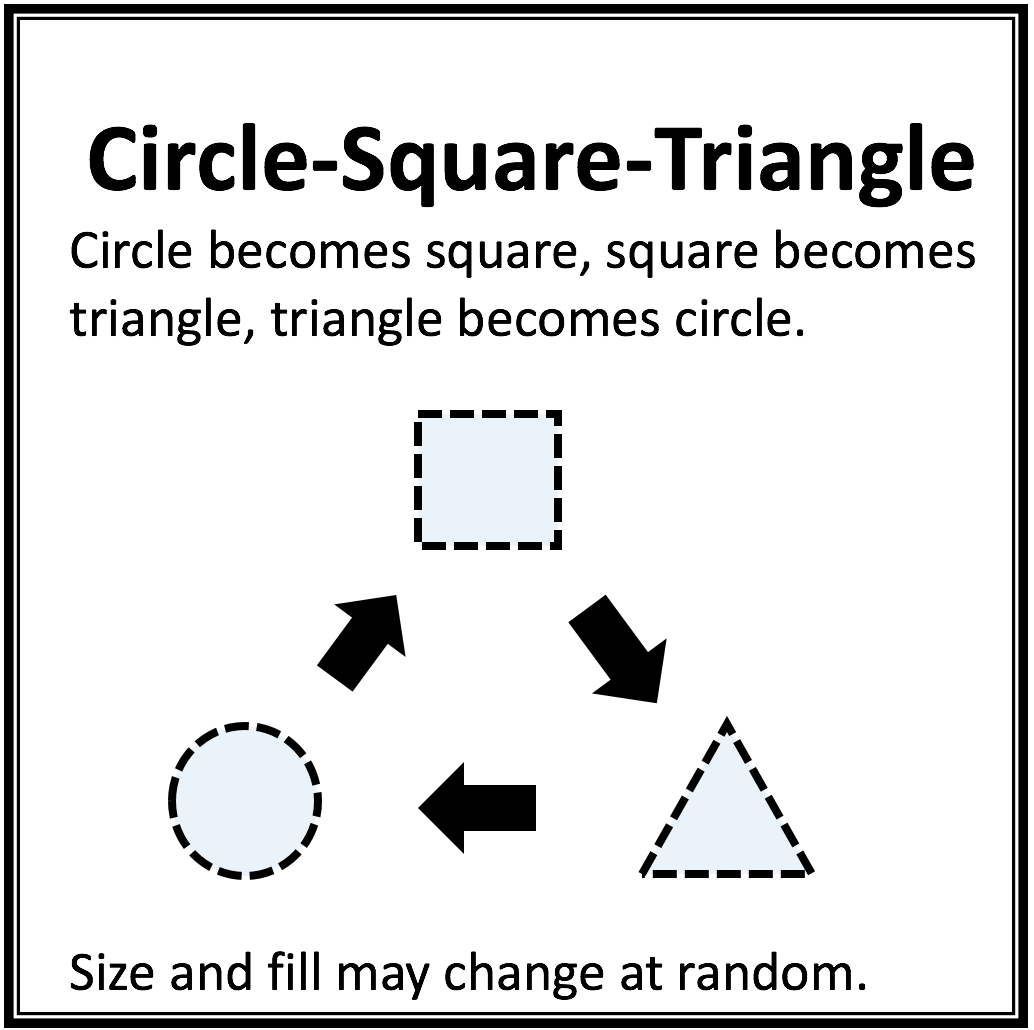 Circle-Square-Triangle
Circle becomes square, square becomes
triangle, triangle becomes circle.
Size and fill may change at random.